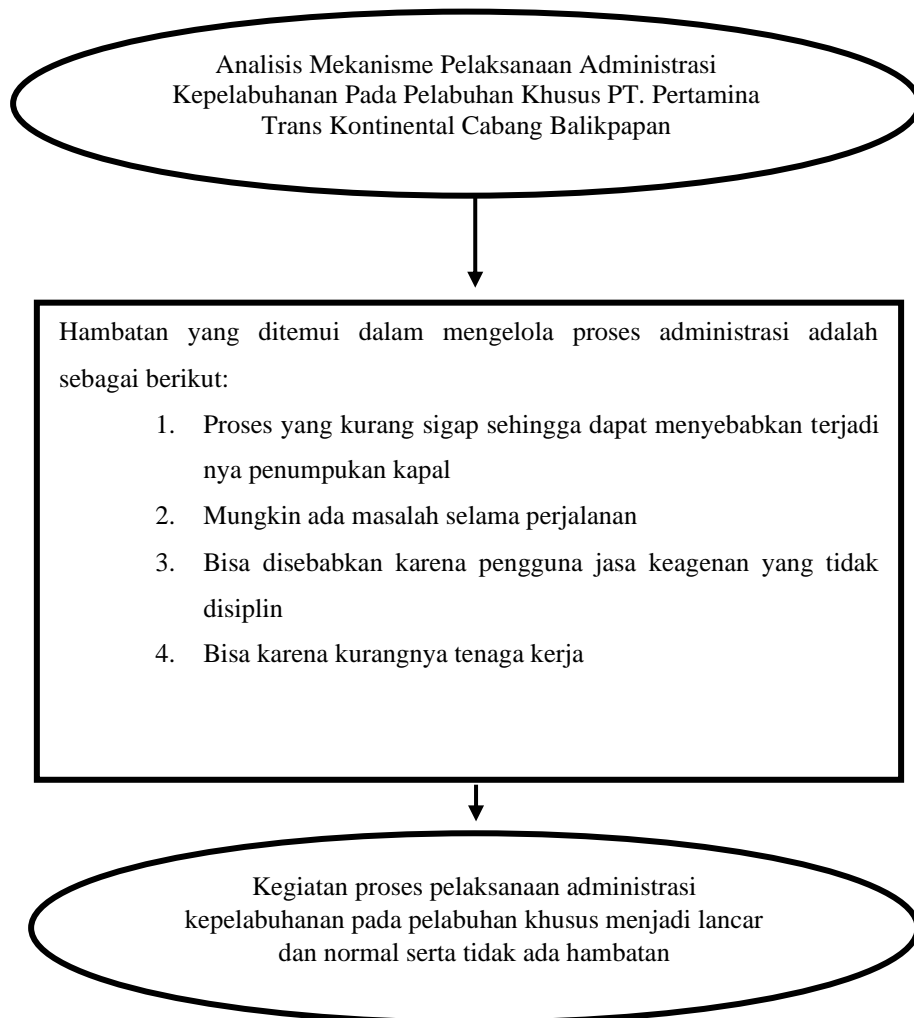 Analisis Mekanisme Pelaksanaan Administrasi
Kepelabuhanan Pada Pelabuhan Khusus PT. Pertamina
Trans Kontinental Cabang Balikpapan
Hambatan yang ditemui dalam mengelola proses administrasi adalah
sebagai berikut:
1. Proses yang kurang sigap sehingga dapat menyebabkan terjadi
nya penumpukan kapal
2. Mungkin ada masalah selama perjalanan
3. Bisa disebabkan karena pengguna jasa keagenan yang tidak
disiplin
4. Bisa karena kurangnya tenaga kerja
Kegiatan proses pelaksanaan administrasi
kepelabuhanan pada pelabuhan khusus menjadi lancar
dan normal serta tidak ada hambatan